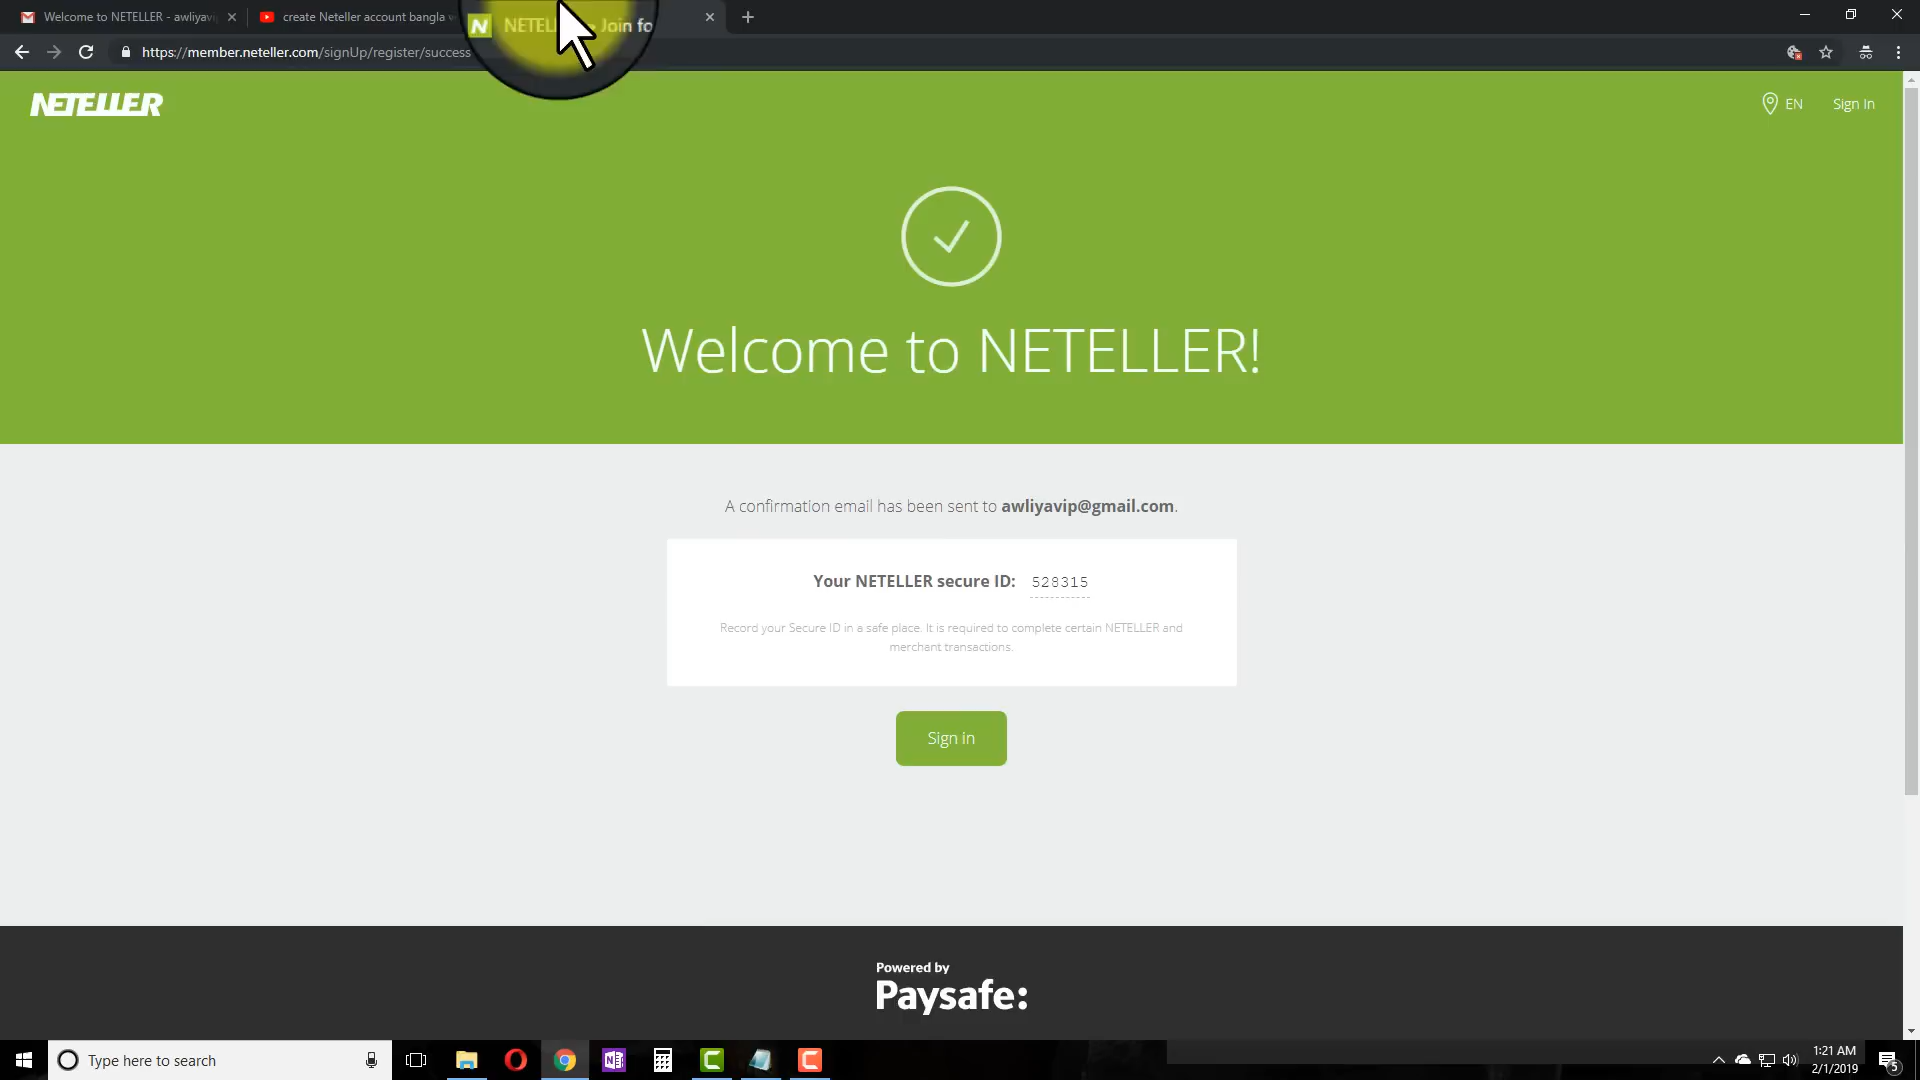 Welcome to NETELLER - awliyavi
create Neteller account bangla
Join fo
https://member.neteller.com/signUp/register/success
NETELLER
EN
Sign In
Welcome to NETELLER!
A confirmation email has been sent to awliyavip@gmail.com.
Your NETELLER secure ID: 528315
Record your Secure ID in a safe place. It is required to complete certain NETELLER and
merchant transactions.
Sign in
Powered by
Paysafe:
Type here to search
1:21 AM
2/1/2019
5